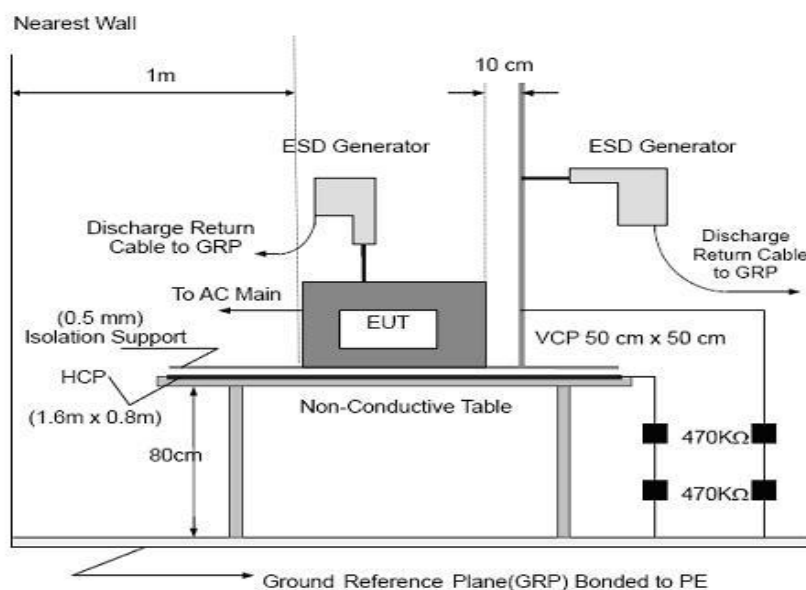 Nearest Wall
1m
10 cm
ESD Generator
ESD Generator
Discharge Return
Cable to GRP
Discharge
Return Cable
to GRP
To AC Main
(0.5 mm)
Isolation Support
EUT
VCP 50 cm x 50 cm
HCP
(1.6m x 0.8m)
Non-Conductive Table
80cm
470KΩ
470KΩ
Ground Reference Plane(GRP) Bonded to PE